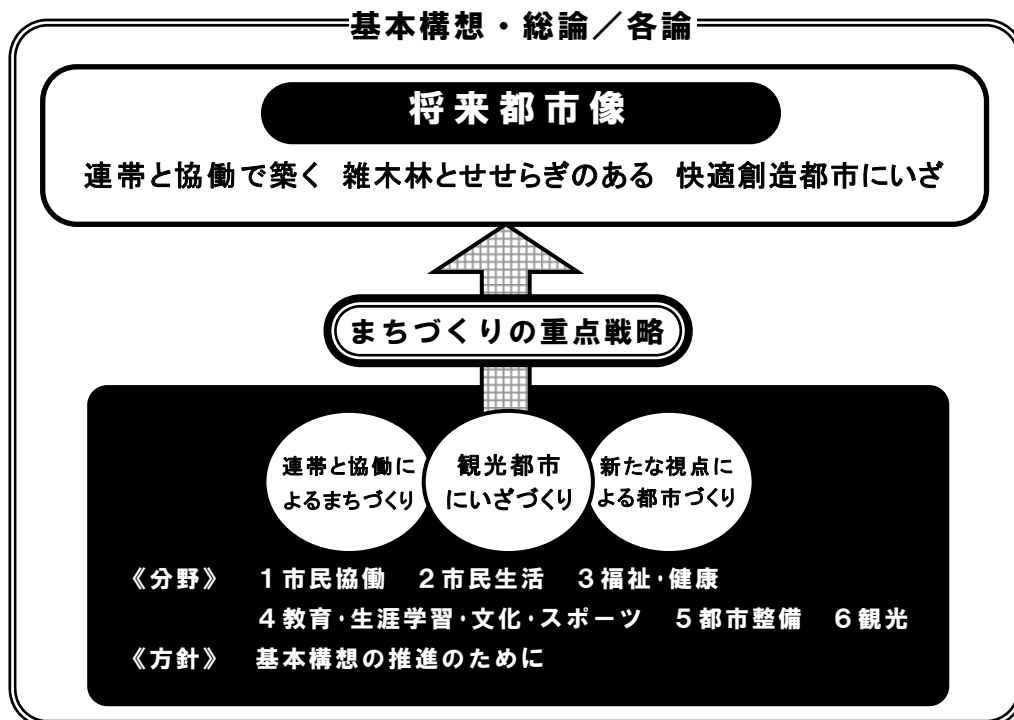 基本構想・総論／各論
将来都市像
連帯と協働で築く 雑木林とせせらぎのある 快適創造都市にいざ
まちづくりの重点戦略
連帯と協働に
よるまちづくり
観光都市
にいざづくり
新たな視点に
よる都市づくり
《分野》 １市民協働 ２市民生活 ３福祉・健康
４教育・生涯学習・文化・スポーツ ５都市整備 ６観光
《方針》 基本構想の推進のために